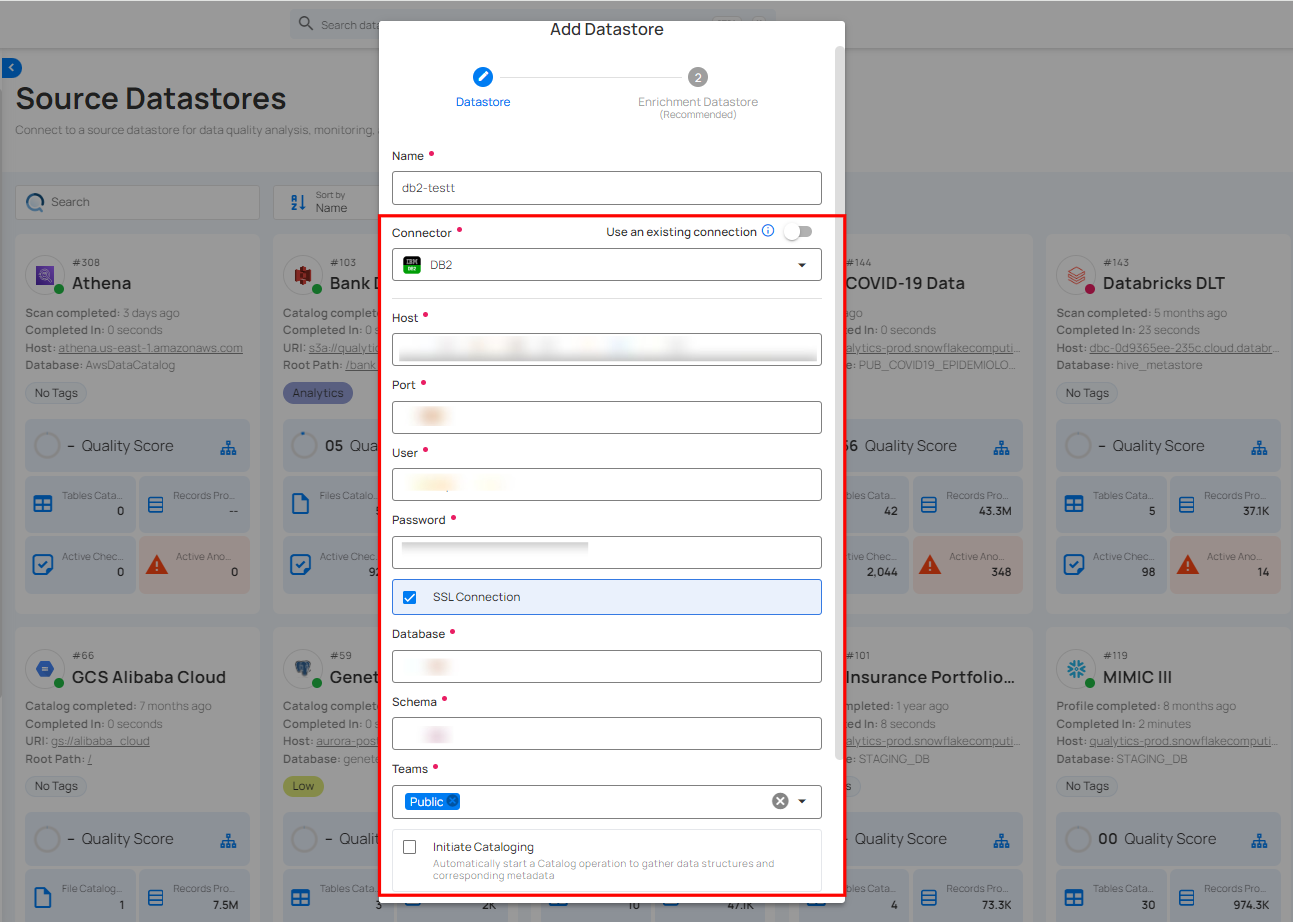 Search data
Add Datastore
2
Datastore
Enrichment Datastore
(Recommended)
Source Datastores
Connect to a source datastore for data quality analysis, monitoring,
Name
db2-testt
Search
Sort by
Name
Connector
Use an existing connection
DB2
Host
Port
User
Password
SSL Connection
Database
Schema
Teams
Public
Initiate Cataloging
Automatically start a Catalog operation to gather data structures and
corresponding metadata
#308
Athena
Scan completed: 3 days ago
Completed In: 0 seconds
Host: athena.us-east-1.amazonaws.com
Database: AwsDataCatalog
No Tags
– Quality Score
Tables Cata...
0
Records Pro...
--
Active Chec...
0
Active Ano...
0
#103
Bank
Catalog complet
Completed In: 0
URI: s3a://qualytic
Root Path: /bank
Analytics
05 Qua
Files Catalo
Active Chec
92
#144
COVID-19 Data
alytics-prod.snowflakecomputi...
e: PUB_COVID19_EPIDEMIOLO...
66 Quality Score
les Cata...
42
Records Pro...
43.3M
ive Chec...
2,044
Active Ano...
348
#143
Databricks DLT
Scan completed: 5 months ago
Completed In: 23 seconds
Host: dbc-0d9365ee-235c.cloud.databr...
Database: hive_metastore
No Tags
– Quality Score
Tables Cata...
5
Records Pro...
37.1K
Active Chec...
98
Active Ano...
14
#66
GCS Alibaba Cloud
Catalog completed: 7 months ago
Completed In: 0 seconds
URI: gs://alibaba_cloud
Root Path: /
No Tags
– Quality Score
File Catalog...
1
Records Pro...
7.5M
#59
Genet
Catalog complet
Completed In: 0
Host: aurora-post
Database: genete
Low
– Quali
Tables Cata
3
2K
10
47.1K
#101
Insurance Portfolio...
mpleted: 1 year ago
ed In: 8 seconds
alytics-prod.snowflakecomputi...
e: STAGING_DB
s
Quality Score
les Cata...
4
Records Pro...
73.3K
#119
MIMIC III
Profile completed: 8 months ago
Completed In: 2 minutes
Host: qualytics-prod.snowflakecomputi...
Database: STAGING_DB
No Tags
00 Quality Score
Tables Cata...
30
Records Pro...
974.3K